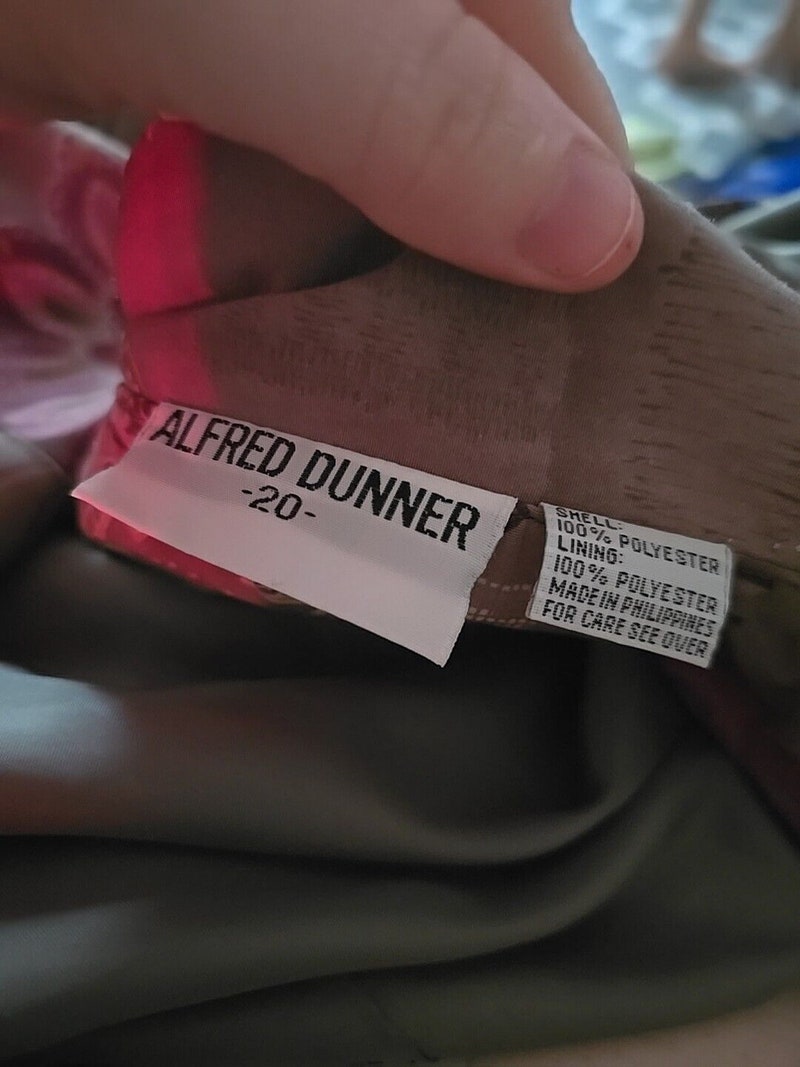 ALFRED DUNNER
-20-
SHELL:
100% POLYESTER
LINING:
100% POLYESTER
MADE IN PHILIPPINES
FOR CARE SEE OVER